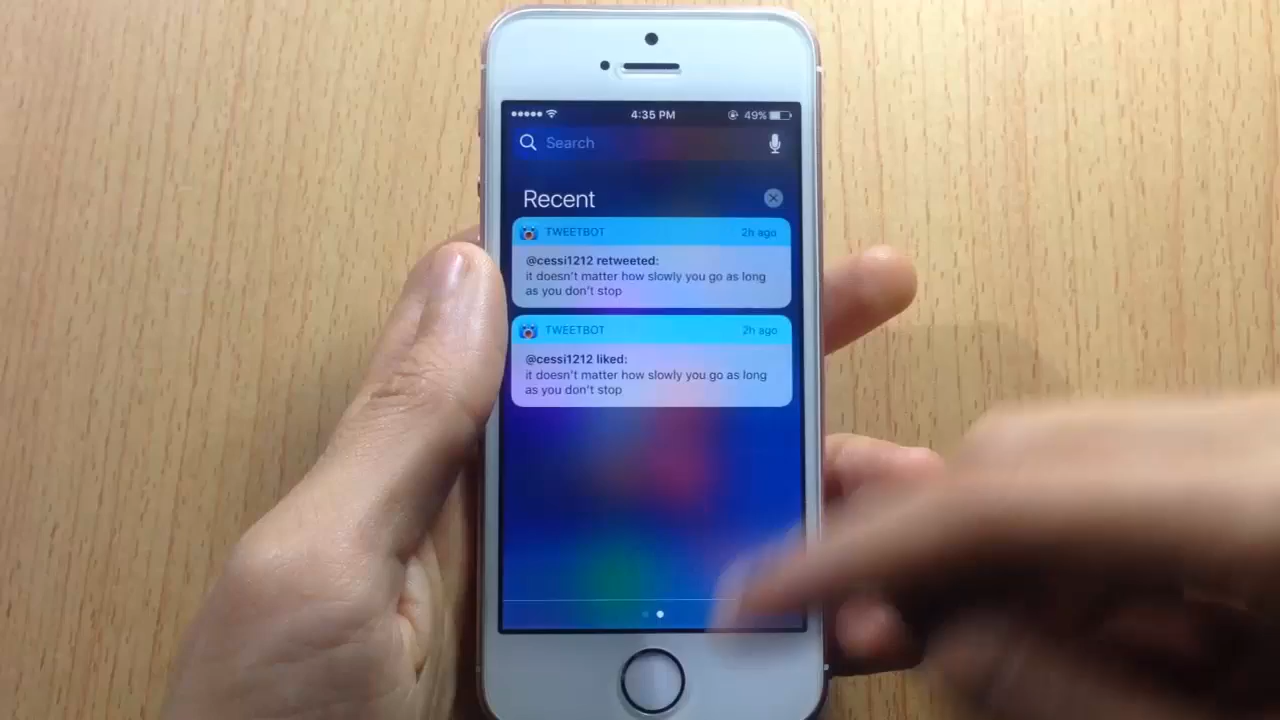 4:35 PM
49%
Search
Recent
TWEETBOT 2h ago
@cessi1212 retweeted:
it doesn't matter how slowly you go as long
as you don't stop
TWEETBOT 2h ago
@cessi1212 liked:
it doesn't matter how slowly you go as long
as you don't stop